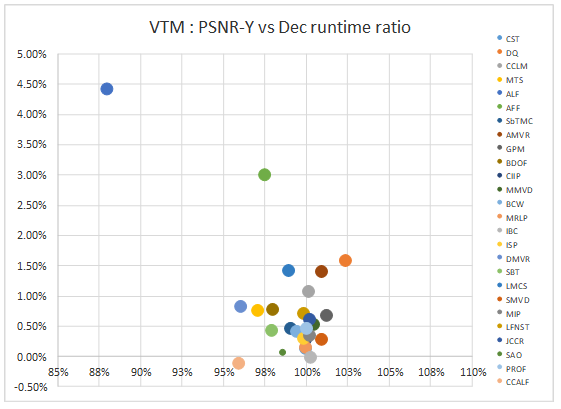 VTM : PSNR-Y vs Dec runtime ratio
5.00%
4.50%
4.00%
3.50%
3.00%
2.50%
2.00%
1.50%
1.00%
0.50%
0.00%
-0.50%
85% 88% 90% 93% 95% 98% 100% 103% 105% 108% 110%
CST
DQ
CCLM
MTS
ALF
AFF
SbTMC
AMVR
GPM
BDOF
CIIP
MMVD
BCW
MRLP
IBC
ISP
DMVR
SBT
LMCS
SMVD
MIP
LFNST
JCCR
SAO
PROF
CCALF